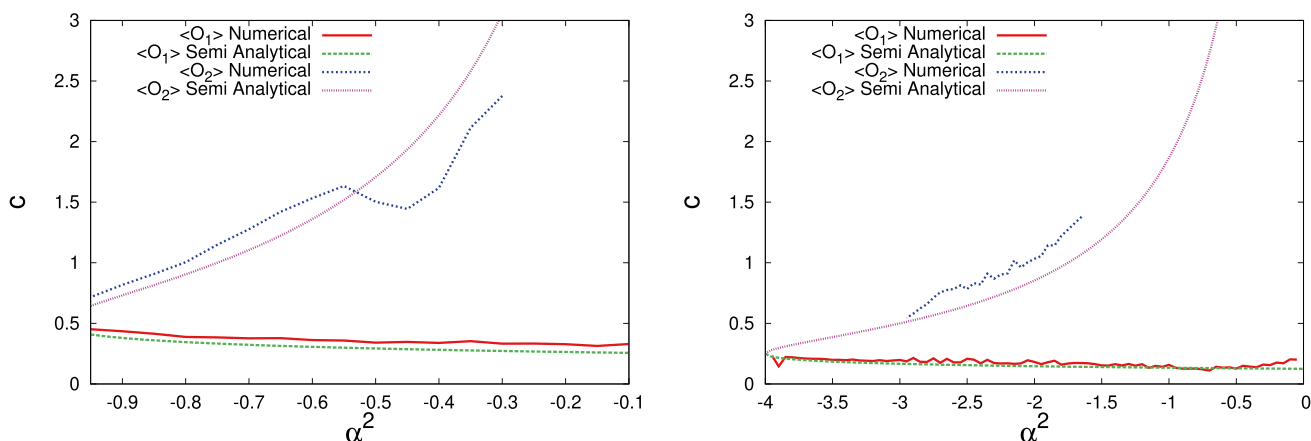 3
2.5
2
1.5
1
0.5
0
c
<O1> Numerical
<O1> Semi Analytical
<O2> Numerical
<O2> Semi Analytical
-0.9 -0.8 -0.7 -0.6 -0.5 -0.4 -0.3 -0.2 -0.1
α²
3
2.5
2
1.5
1
0.5
0
c
<O1> Numerical
<O1> Semi Analytical
<O2> Numerical
<O2> Semi Analytical
-4 -3.5 -3 -2.5 -2 -1.5 -1 -0.5 0
α²